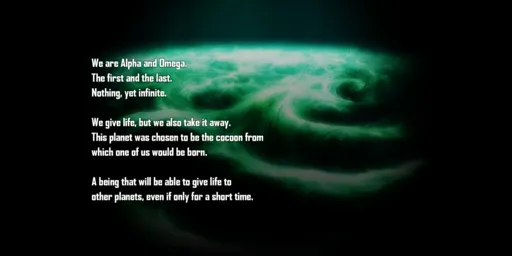 We are Alpha and Omega.
The first and the last.
Nothing, yet infinite.
We give life, but we also take it away.
This planet was chosen to be the cocoon from
which one of us would be born.
A being that will be able to give life to
other planets, even if only for a short time.